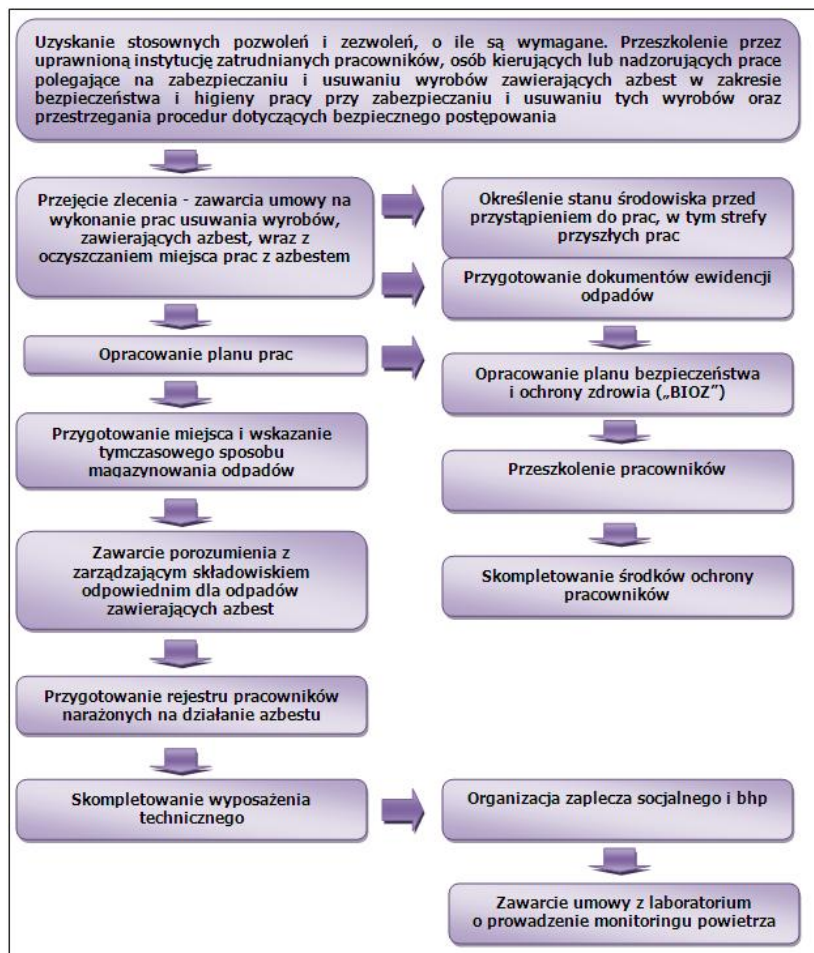 Uzyskanie stosownych pozwoleń i zezwoleń, o ile są wymagane. Przeszkolenie przez
uprawnioną instytucję zatrudnianych pracowników, osób kierujących lub nadzorujących prace
polegające na zabezpieczaniu i usuwaniu wyrobów zawierających azbest w zakresie
bezpieczeństwa i higieny pracy przy zabezpieczaniu i usuwaniu tych wyrobów oraz
przestrzegania procedur dotyczących bezpiecznego postępowania
Przejęcie zlecenia - zawarcia umowy na
wykonanie prac usuwania wyrobów,
zawierających azbest, wraz z
oczyszczaniem miejsca prac z azbestem
Określenie stanu środowiska przed
przystąpieniem do prac, w tym strefy
przyszłych prac
Przygotowanie dokumentów ewidencji
odpadów
Opracowanie planu prac
Opracowanie planu bezpieczeństwa
i ochrony zdrowia („BIOZ”)
Przygotowanie miejsca i wskazanie
tymczasowego sposobu
magazynowania odpadów
Przeszkolenie pracowników
Zawarcie porozumienia z
zarządzającym składowiskiem
odpowiednim dla odpadów
zawierających azbest
Skompletowanie środków ochrony
pracowników
Przygotowanie rejestru pracowników
narażonych na działanie azbestu
Skompletowanie wyposażenia
technicznego
Organizacja zaplecza socjalnego i bhp
Zawarcie umowy z laboratorium
o prowadzenie monitoringu powietrza